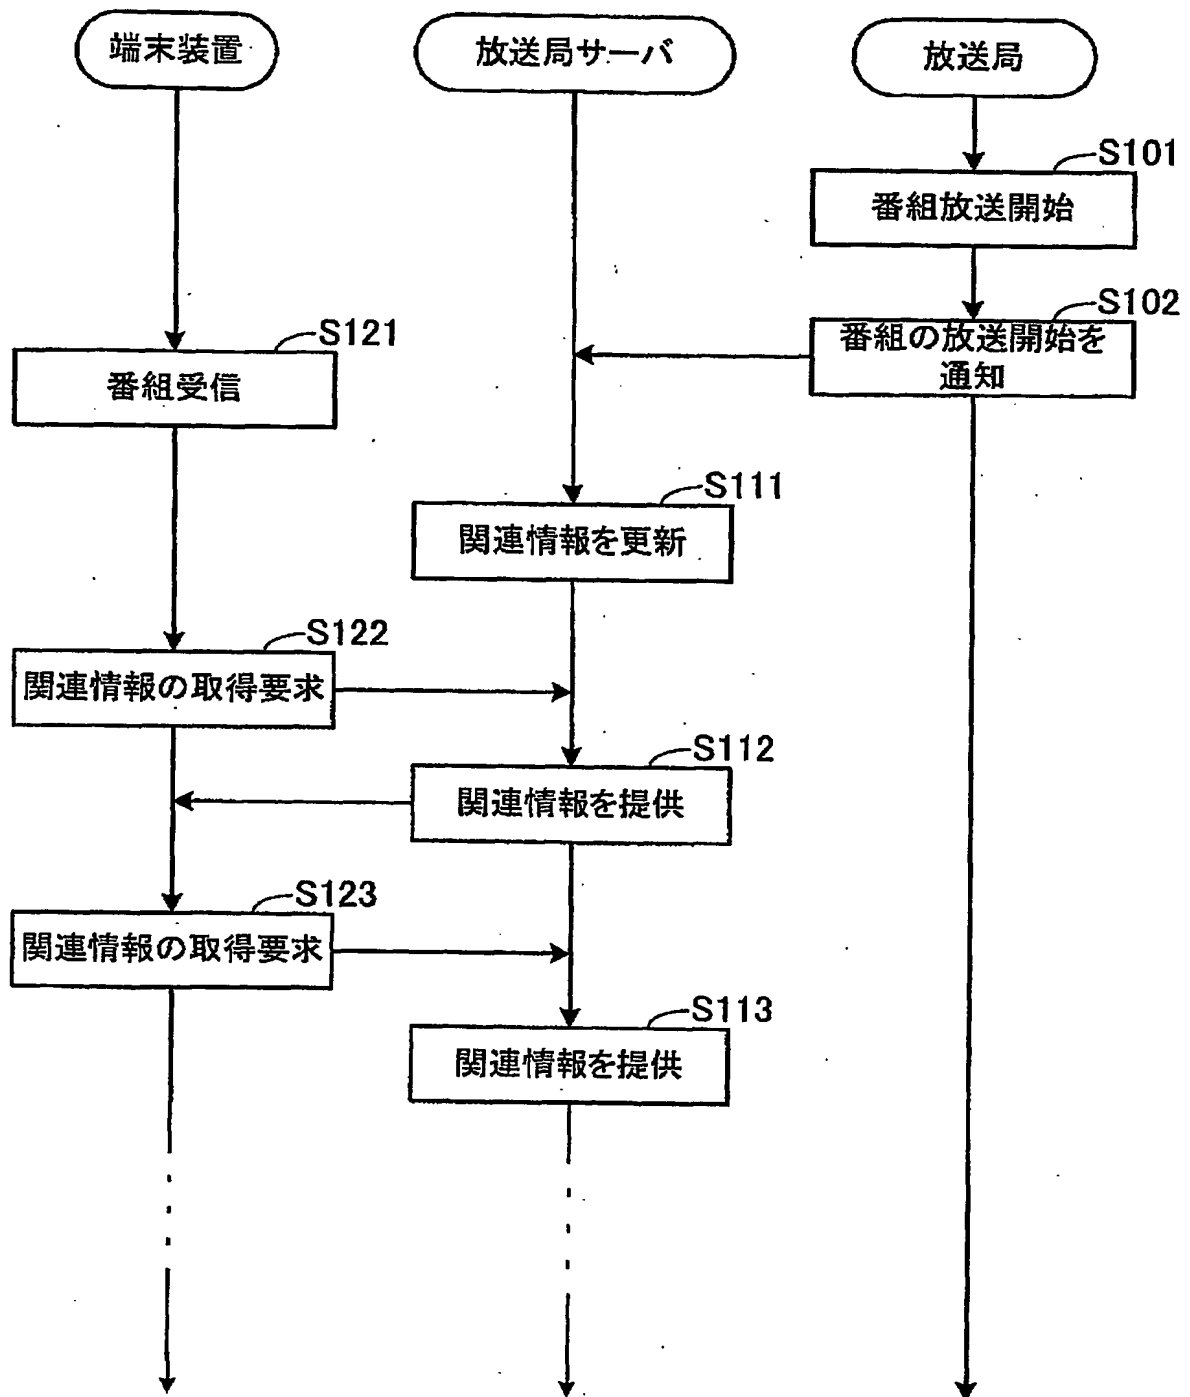 端末装置
放送局サーバ
放送局
S101
番組放送開始
S102
番組の放送開始を
通知
S121
番組受信
S111
関連情報を更新
S122
関連情報の取得要求
S112
関連情報を提供
S123
関連情報の取得要求
S113
関連情報を提供